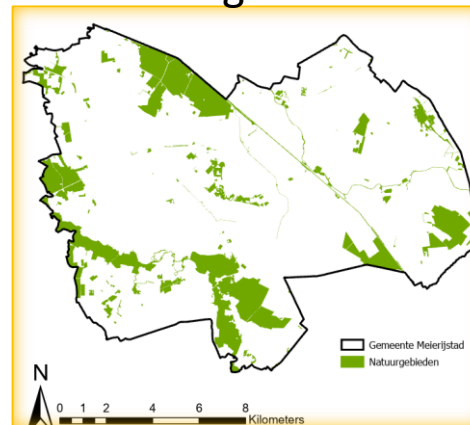 Gemeente Meierijstad
Natuurgebieden
N
0 1 2 4 6 8
Kilometers